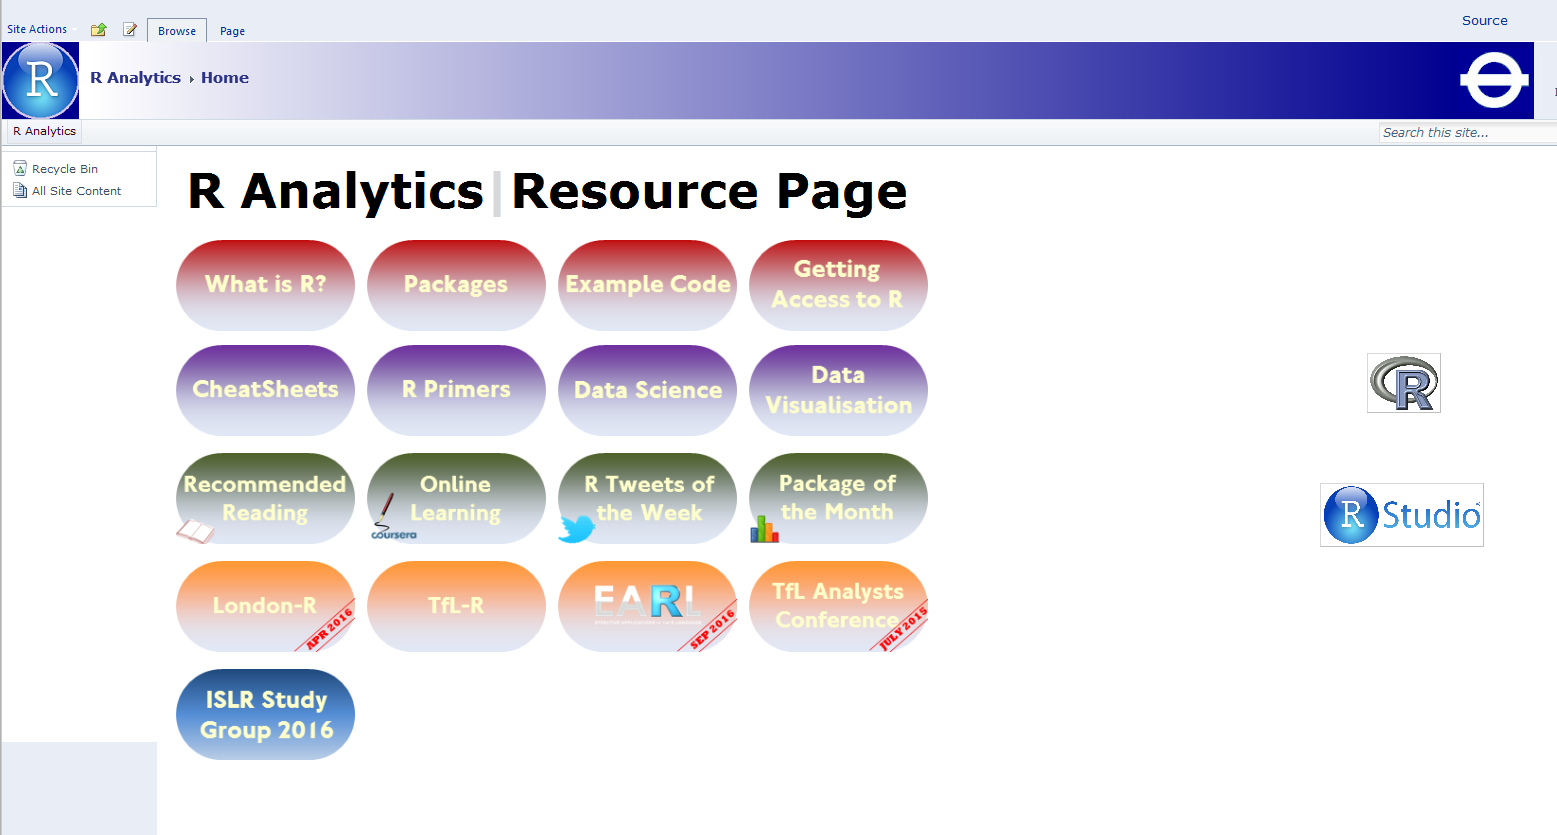 Source
Site Actions
Browse
Page
R
R Analytics › Home
R Analytics
Search this site...
Recycle Bin
All Site Content
R Analytics|Resource Page
What is R?
Packages
Example Code
Getting
Access to R
CheatSheets
R Primers
Data Science
Data
Visualisation
R
Recommended
Reading
Online
Learning
coursera
R Tweets of
the Week
Package of
the Month
R Studio
London-R
APR 2016
TfL-R
EARL
SEP 2016
TfL Analysts
Conference
JULY 2015
ISLR Study
Group 2016